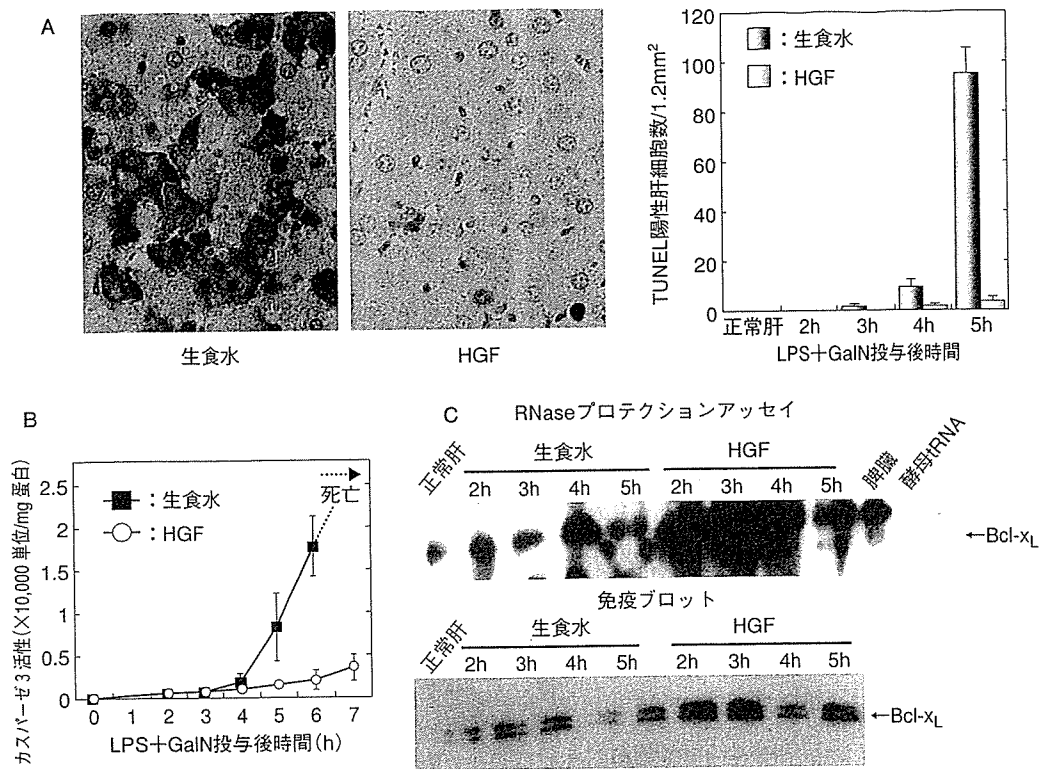 A
生食水
HGF
TUNEL陽性肝細胞数/1.2mm²
120
100
80
60
40
20
0
：生食水
：HGF
正常肝 2h 3h 4h 5h
LPS＋GalN投与後時間
B
カスパーゼ3活性(×10,000単位/mg蛋白)
2.5
2
1.5
1
0.5
0
：生食水
：HGF
死亡
0 1 2 3 4 5 6 7
LPS＋GalN投与後時間(h)
C
RNaseプロテクションアッセイ
正常肝 生食水 HGF 脾臓 酵母tRNA
2h 3h 4h 5h 2h 3h 4h 5h
←Bcl-xL
免疫ブロット
正常肝 生食水 HGF
2h 3h 4h 5h 2h 3h 4h 5h
←Bcl-xL